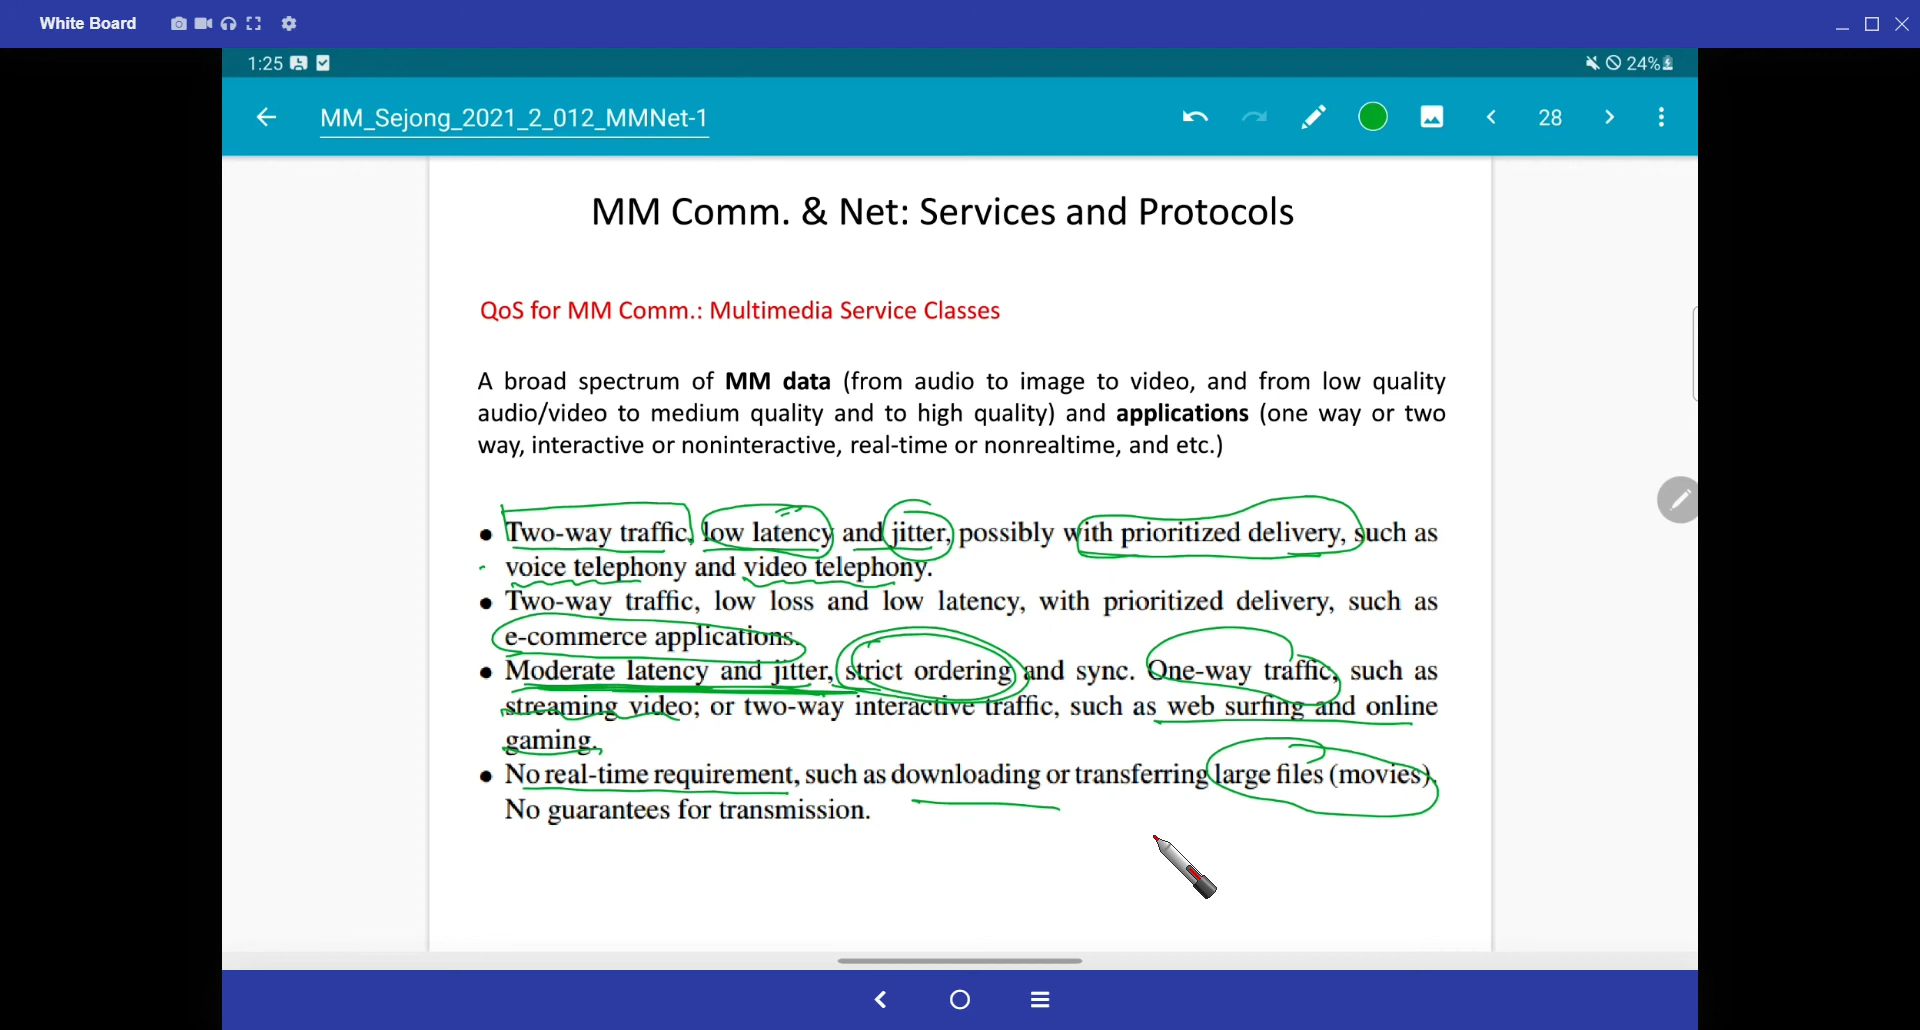 White Board
1:25
24%
MM_Sejong_2021_2_012_MMNet-1
28
MM Comm. & Net: Services and Protocols
QoS for MM Comm.: Multimedia Service Classes
A broad spectrum of MM data (from audio to image to video, and from low quality
audio/video to medium quality and to high quality) and applications (one way or two
way, interactive or noninteractive, real-time or nonrealtime, and etc.)
● Two-way traffic, low latency and jitter, possibly with prioritized delivery, such as
voice telephony and video telephony.
● Two-way traffic, low loss and low latency, with prioritized delivery, such as
e-commerce applications.
● Moderate latency and jitter, strict ordering and sync. One-way traffic, such as
streaming video; or two-way interactive traffic, such as web surfing and online
gaming.
● No real-time requirement, such as downloading or transferring large files (movies).
No guarantees for transmission.